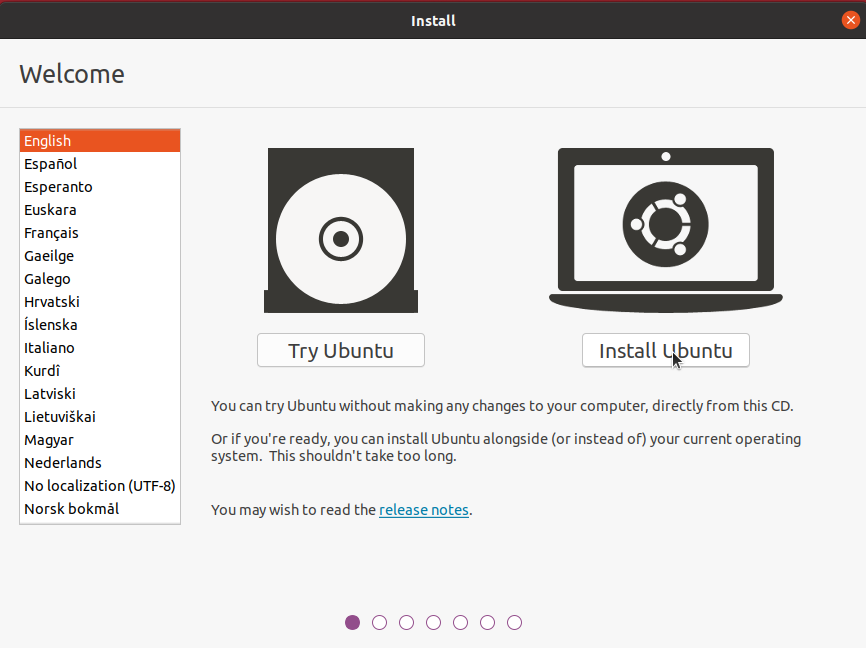 Install
Welcome
English
Español
Esperanto
Euskara
Français
Gaeilge
Galego
Hrvatski
Íslenska
Italiano
Kurdî
Latviski
Lietuviškai
Magyar
Nederlands
No localization (UTF-8)
Norsk bokmål
Try Ubuntu
Install Ubuntu
You can try Ubuntu without making any changes to your computer, directly from this CD.
Or if you're ready, you can install Ubuntu alongside (or instead of) your current operating
system.  This shouldn't take too long.
You may wish to read the release notes.